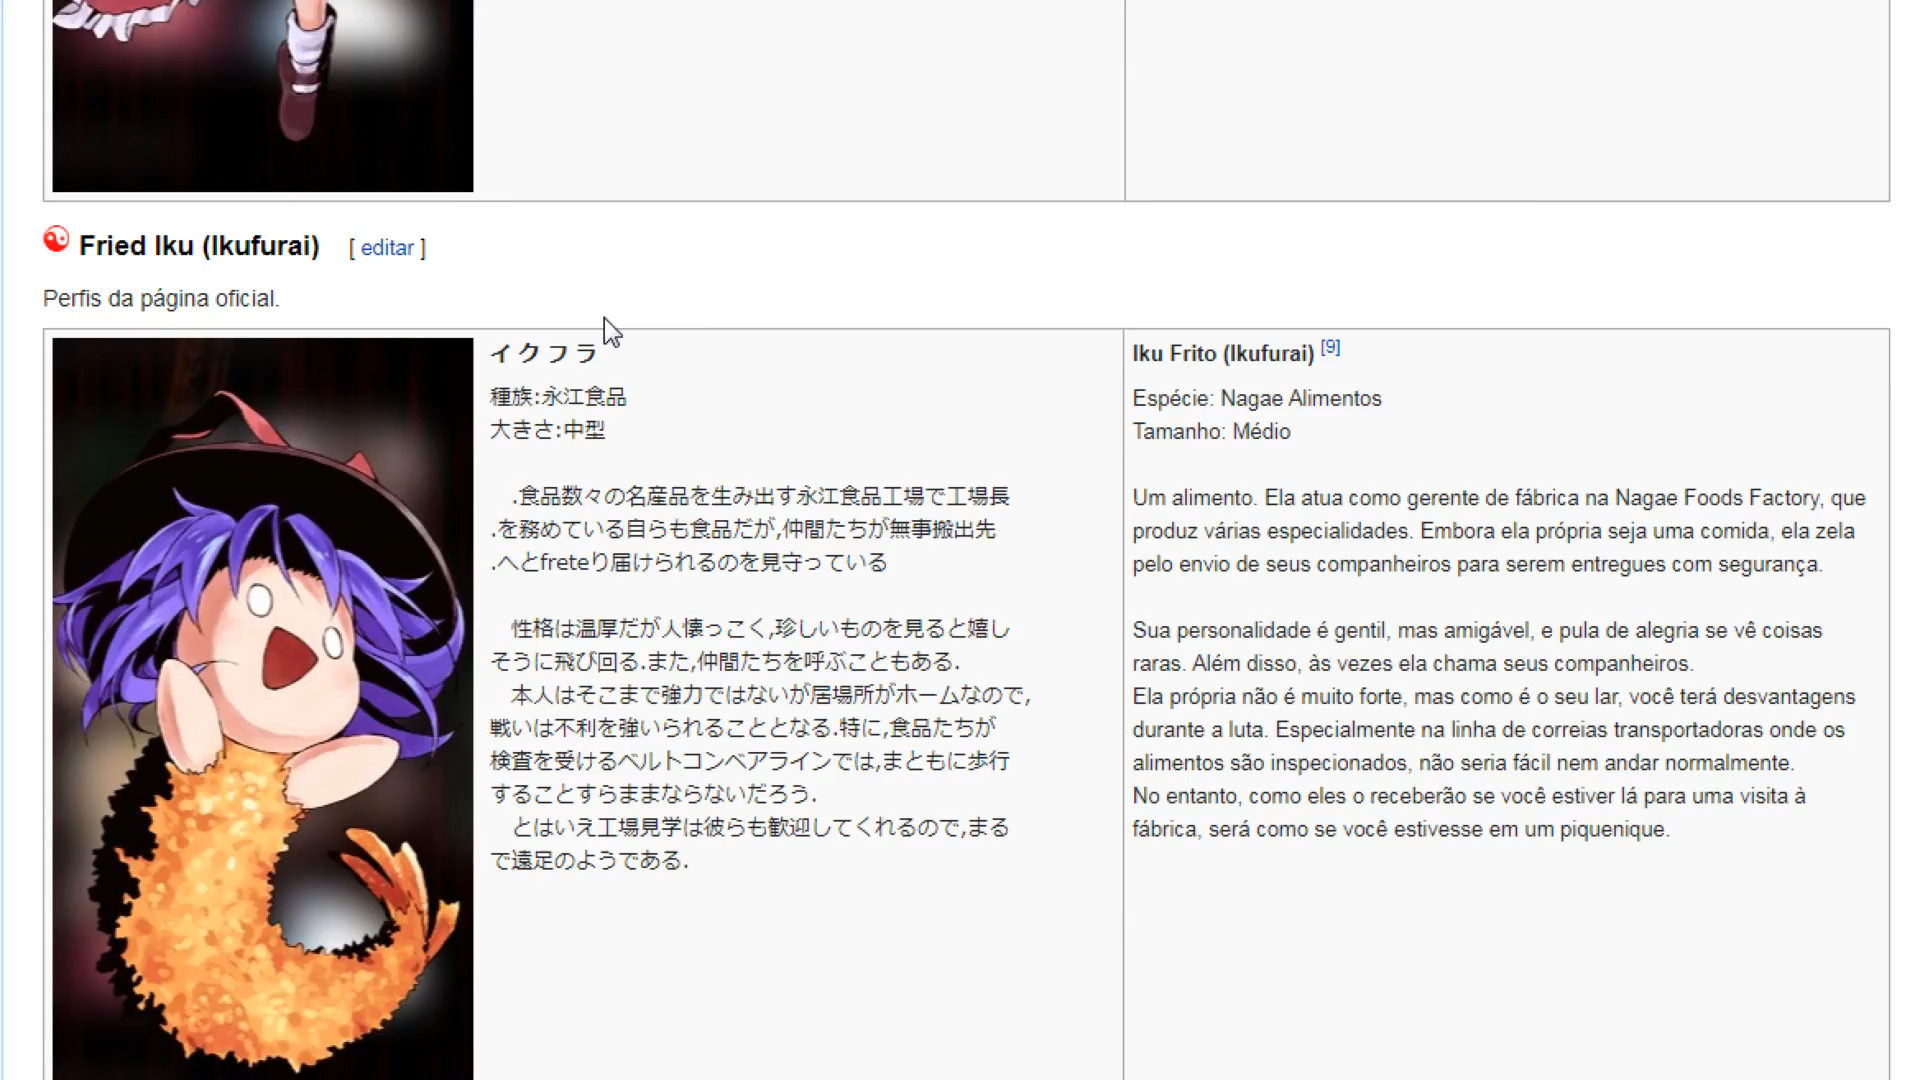 Fried Iku (Ikufurai) [ editar ]
Perfis da página oficial.
イクフラ
種族:永江食品
大きさ:中型
.食品数々の名産品を生み出す永江食品工場で工場長
.を務めている自らも食品だが,仲間たちが無事搬出先
.へとfreteり届けられるのを見守っている
性格は温厚だが人懐っこく,珍しいものを見ると嬉し
そうに飛び回る.また,仲間たちを呼ぶこともある.
本人はそこまで強力ではないが居場所がホームなので,
戦いは不利を強いられることとなる.特に,食品たちが
検査を受けるベルトコンベアラインでは,まともに歩行
することすらままならないだろう.
とはいえ工場見学は彼らも歓迎してくれるので,まる
で遠足のようである.
Iku Frito (Ikufurai) [9]
Espécie: Nagae Alimentos
Tamanho: Médio
Um alimento. Ela atua como gerente de fábrica na Nagae Foods Factory, que
produz várias especialidades. Embora ela própria seja uma comida, ela zela
pelo envio de seus companheiros para serem entregues com segurança.
Sua personalidade é gentil, mas amigável, e pula de alegria se vê coisas
raras. Além disso, às vezes ela chama seus companheiros.
Ela própria não é muito forte, mas como é o seu lar, você terá desvantagens
durante a luta. Especialmente na linha de correias transportadoras onde os
alimentos são inspecionados, não seria fácil nem andar normalmente.
No entanto, como eles o receberão se você estiver lá para uma visita à
fábrica, será como se você estivesse em um piquenique.